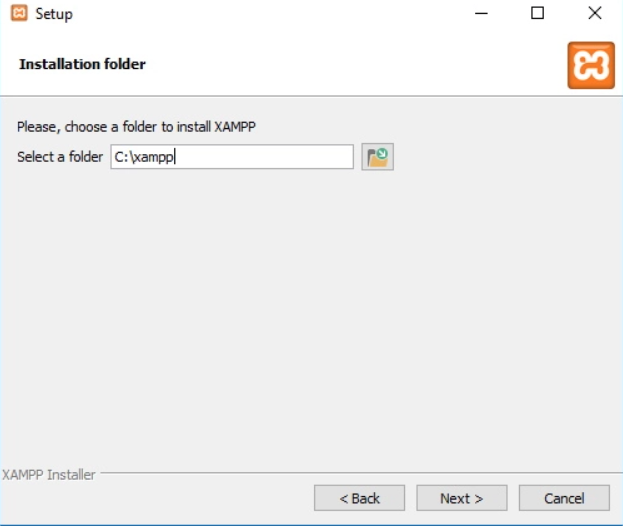 Setup
Installation folder
Please, choose a folder to install XAMPP
Select a folder C:\xampp
XAMPP Installer
< Back Next > Cancel